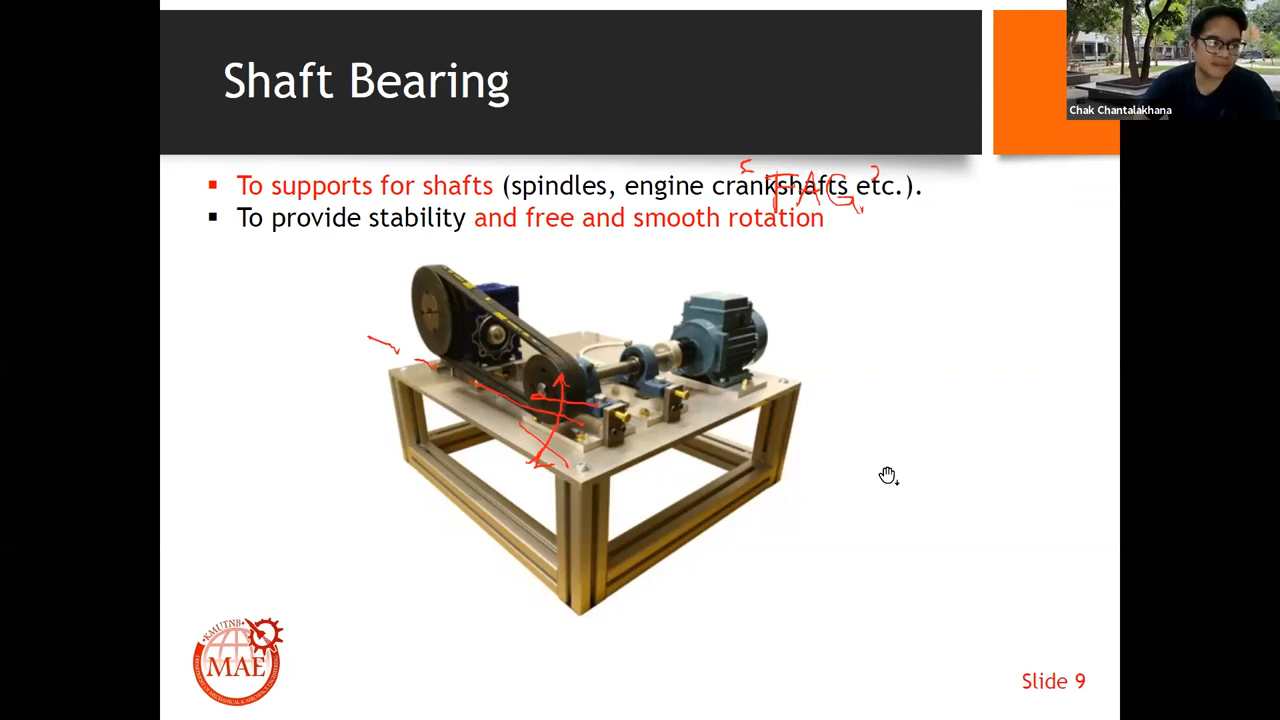 Shaft Bearing
Chak Chantalakhana
▪ To supports for shafts (spindles, engine crankshafts etc.).
"FAG"
▪ To provide stability and free and smooth rotation
KMUTNB
MAE
Slide 9